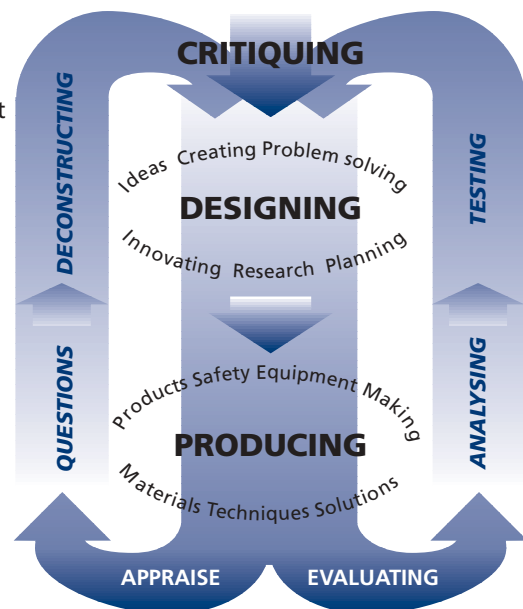 CRITIQUING
t
DECONSTRUCTING
TESTING
Ideas Creating Problem solving
DESIGNING
Innovating Research Planning
QUESTIONS
ANALYSING
Products Safety Equipment Making
PRODUCING
Materials Techniques Solutions
APPRAISE
EVALUATING